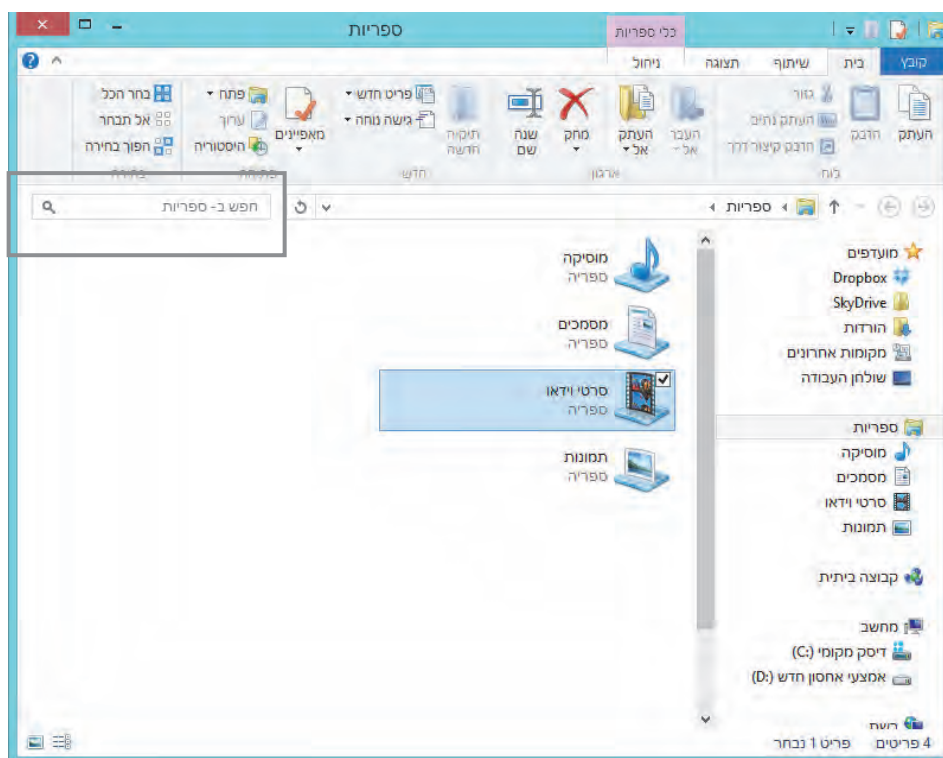 ספריות
כלי ספריות
קובץ
בית
שיתוף
תצוגה
ניהול
העתק
הדבק
גזור
העתק נתיב
הדבק קיצור דרך
לוח
העבר אל
העתק אל
מחק
שנה שם
ארגון
תיקיה חדשה
פריט חדש
גישה נוחה
חדש
מאפיינים
פתח
ערוך
היסטוריה
פתיחה
בחר הכל
אל תבחר
הפוך בחירה
בחירה
ספריות
חפש ב- ספריות
מועדפים
Dropbox
SkyDrive
הורדות
מקומות אחרונים
שולחן העבודה
ספריות
מוסיקה
מסמכים
סרטי וידאו
תמונות
קבוצה ביתית
מחשב
דיסק מקומי (C:)
אמצעי אחסון חדש (D:)
רשת
מוסיקה
ספריה
מסמכים
ספריה
סרטי וידאו
ספריה
תמונות
ספריה
4 פריטים
פריט 1 נבחר